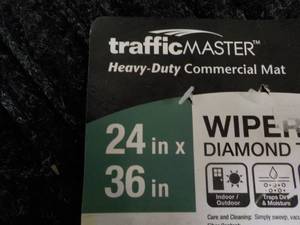 trafficMASTER™
Heavy-Duty Commercial Mat
24 in x
36 in
WIPER
DIAMOND T
Indoor /
Outdoor
Traps Dirt
& Moisture
Care and Cleaning: Simply sweep, vacu